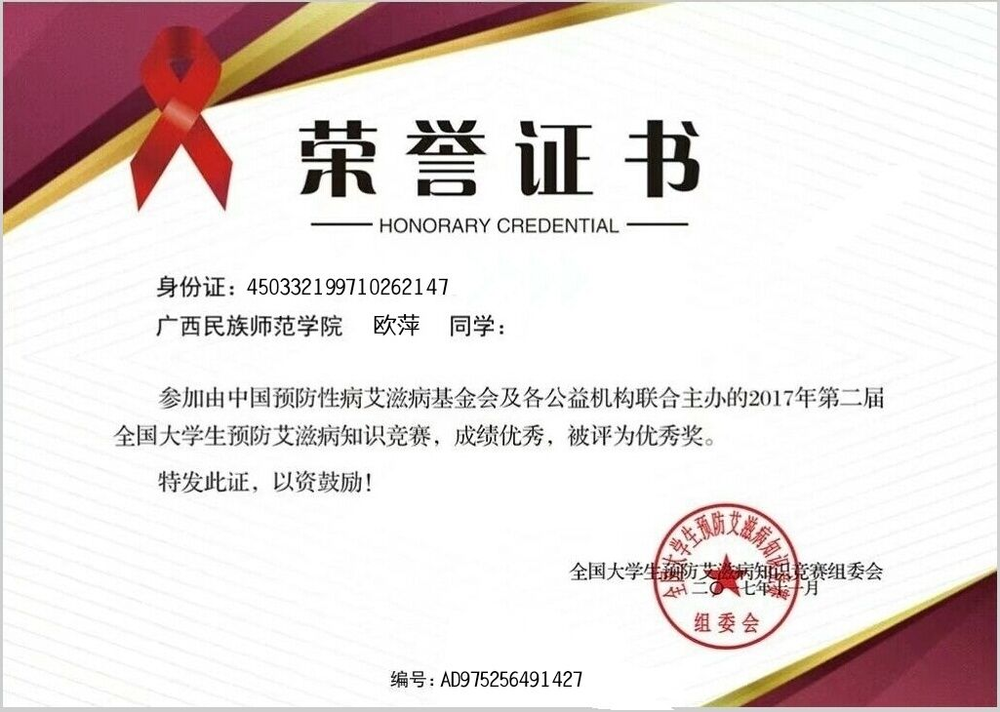 荣誉证书
HONORARY CREDENTIAL
身份证：450332199710262147
广西民族师范学院 欧萍 同学：
参加由中国预防性病艾滋病基金会及各公益机构联合主办的2017年第二届
全国大学生预防艾滋病知识竞赛，成绩优秀，被评为优秀奖。
特发此证，以资鼓励！
全国大学生预防艾滋病知识竞赛组委会
二〇一七年十一月
全国大学生预防艾滋病知识竞赛
组委会
编号：AD975256491427